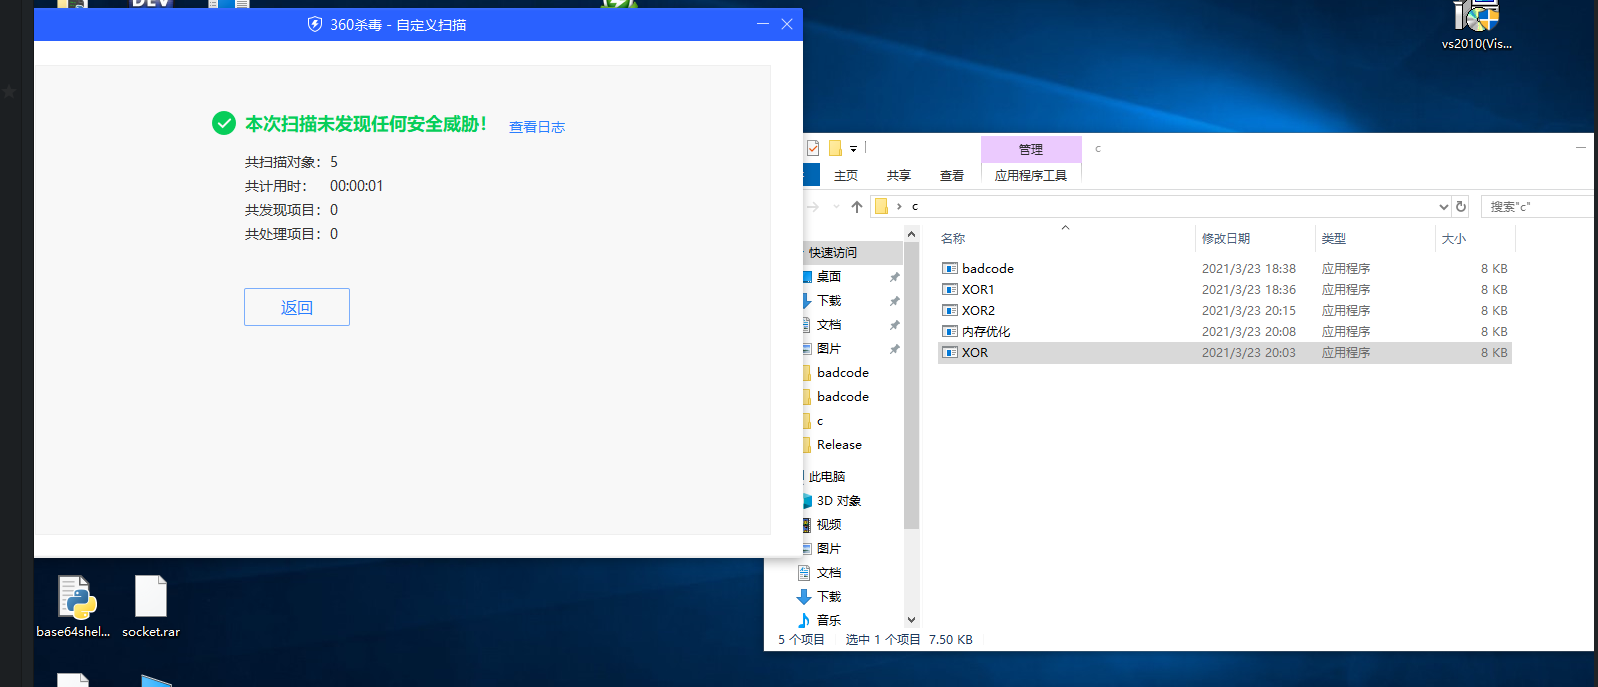 DEV
360杀毒 - 自定义扫描
本次扫描未发现任何安全威胁! 查看日志
共扫描对象: 5
共计用时: 00:00:01
共发现项目: 0
共处理项目: 0
返回
vs2010(Vis...
管理
c
主页 共享 查看 应用程序工具
c
搜索"c"
名称 修改日期 类型 大小
badcode 2021/3/23 18:38 应用程序 8 KB
XOR1 2021/3/23 18:36 应用程序 8 KB
XOR2 2021/3/23 20:15 应用程序 8 KB
内存优化 2021/3/23 20:08 应用程序 8 KB
XOR 2021/3/23 20:03 应用程序 8 KB
快速访问
桌面
下载
文档
图片
badcode
badcode
c
Release
此电脑
3D 对象
视频
图片
文档
下载
音乐
5 个项目 选中 1 个项目 7.50 KB
base64shel...
socket.rar